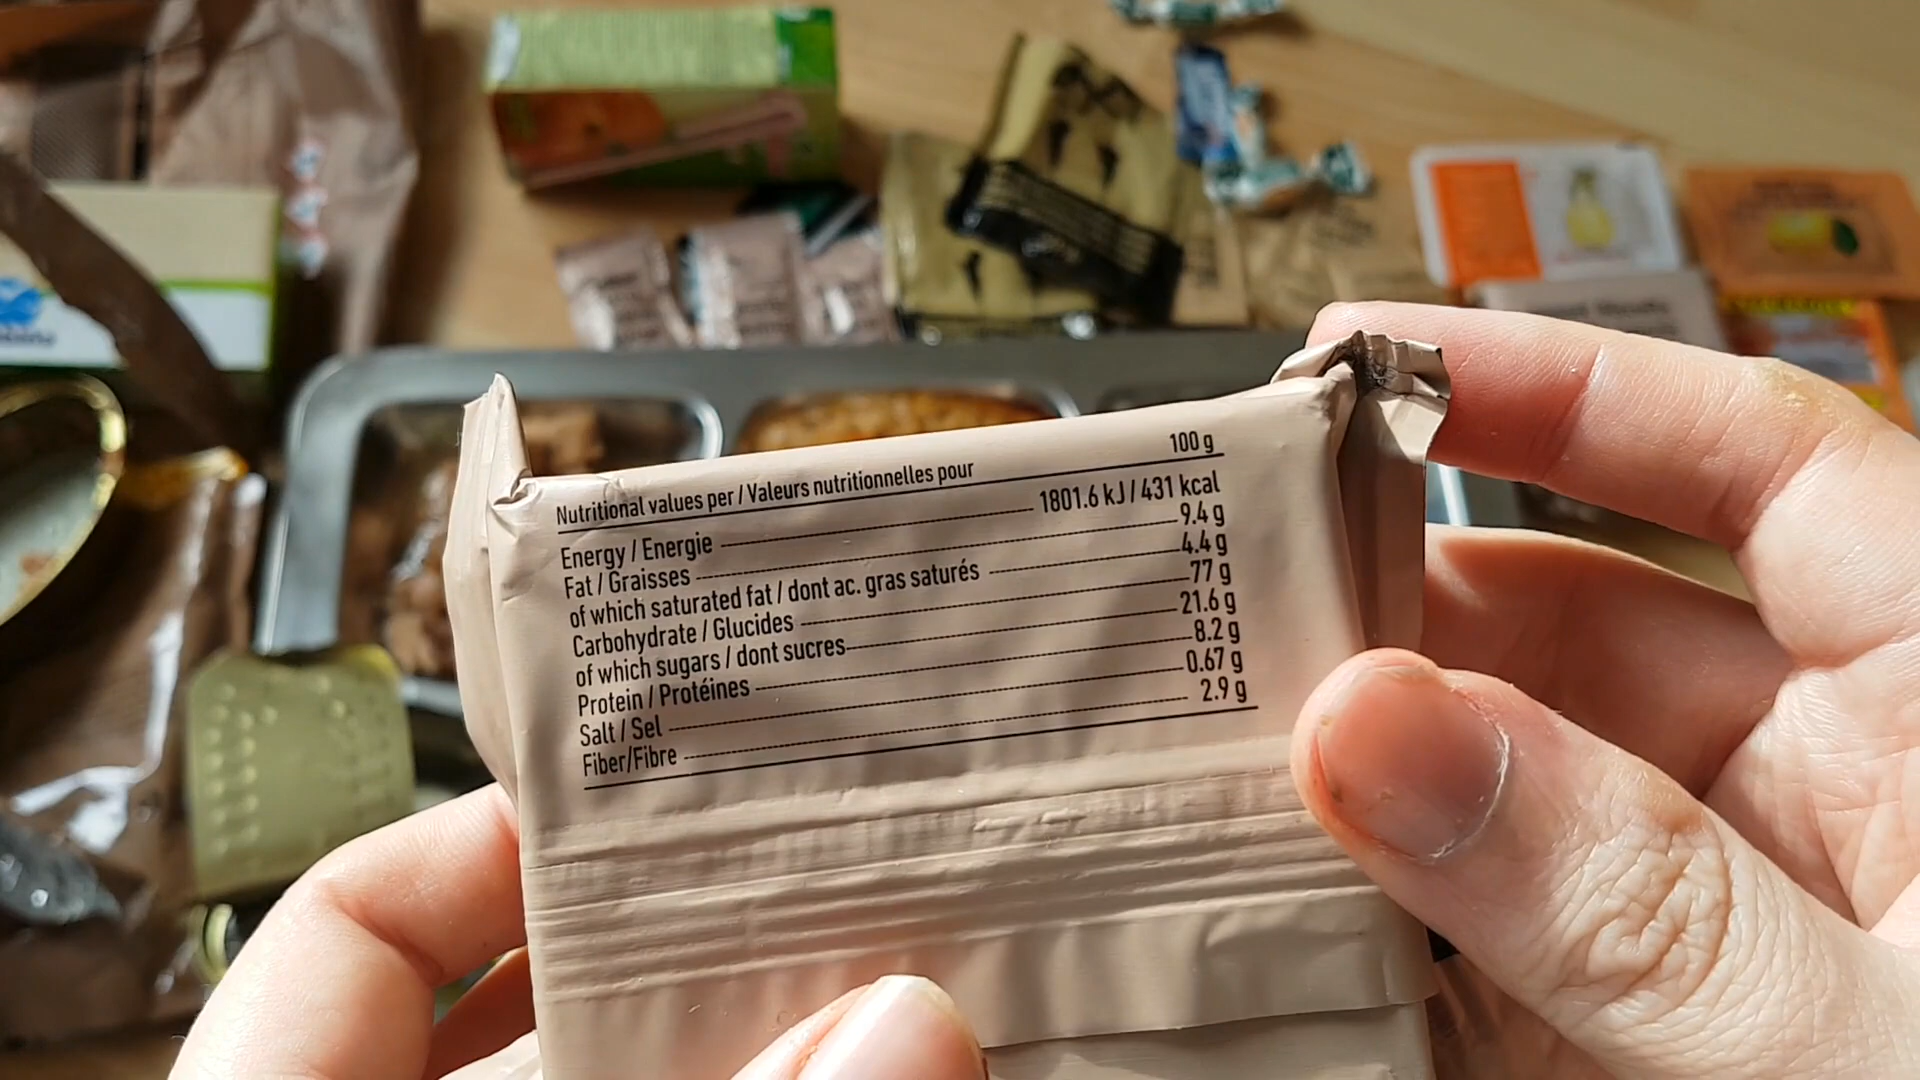 Nutritional values per / Valeurs nutritionnelles pour 100 g
Energy / Energie 1801.6 kJ / 431 kcal
Fat / Graisses 9.4 g
of which saturated fat / dont ac. gras saturés 4.4 g
Carbohydrate / Glucides 77 g
of which sugars / dont sucres 21.6 g
Protein / Protéines 8.2 g
Salt / Sel 0.67 g
Fiber/Fibre 2.9 g